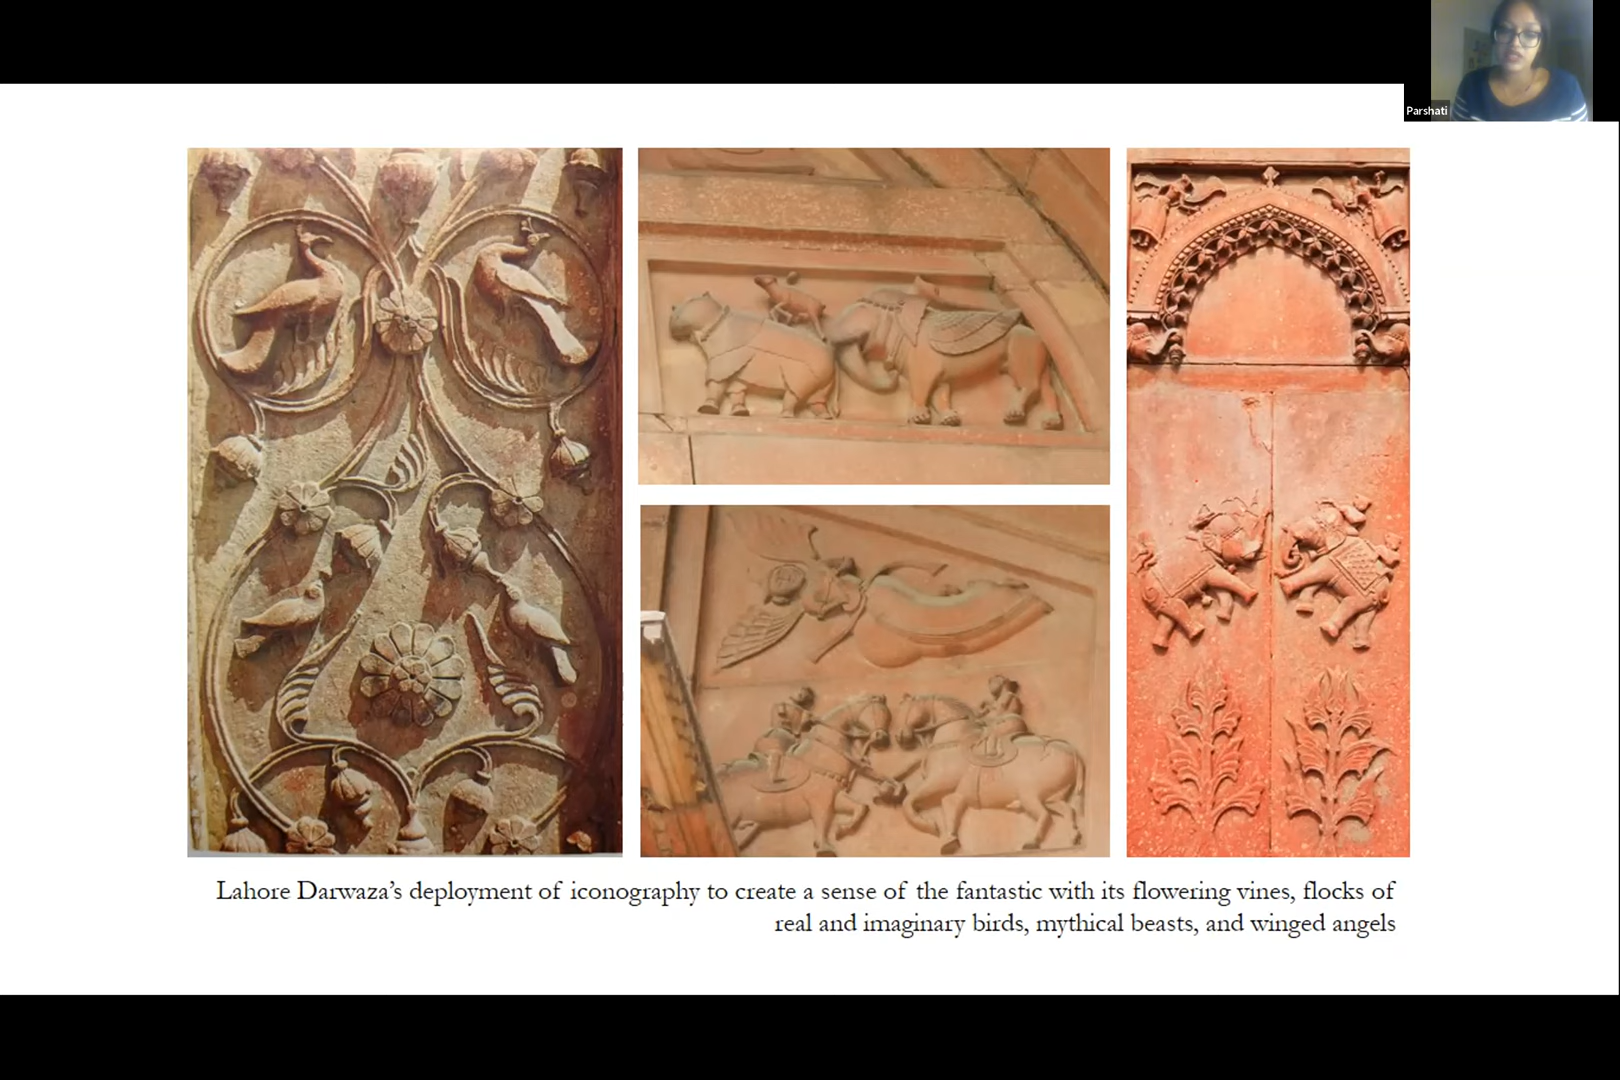 Parshati
Lahore Darwaza's deployment of iconography to create a sense of the fantastic with its flowering vines, flocks of
real and imaginary birds, mythical beasts, and winged angels